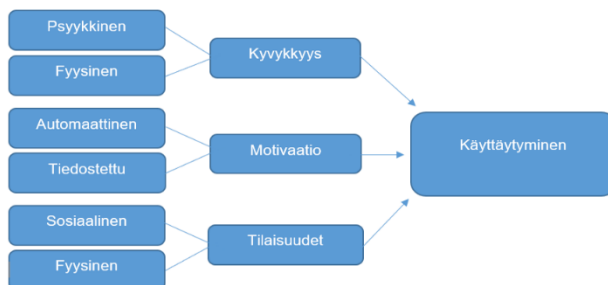 Psyykkinen
Fyysinen
Kyvykkyys
Automaattinen
Tiedostettu
Motivaatio
Käyttäytyminen
Sosiaalinen
Fyysinen
Tilaisuudet